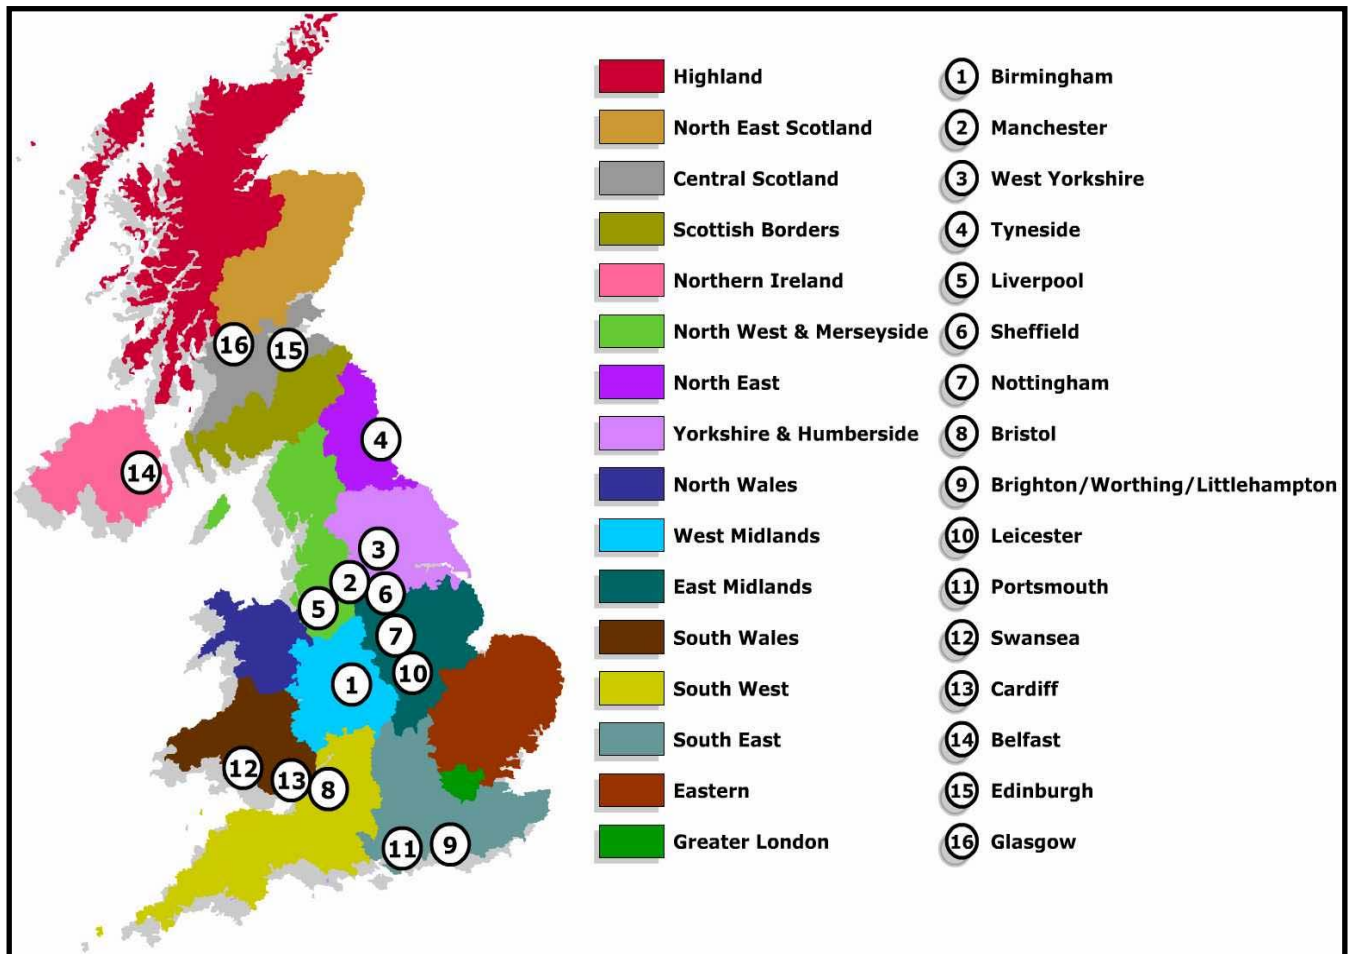 Highland
North East Scotland
Central Scotland
Scottish Borders
Northern Ireland
North West & Merseyside
North East
Yorkshire & Humberside
North Wales
West Midlands
East Midlands
South Wales
South West
South East
Eastern
Greater London
1 Birmingham
2 Manchester
3 West Yorkshire
4 Tyneside
5 Liverpool
6 Sheffield
7 Nottingham
8 Bristol
9 Brighton/Worthing/Littlehampton
10 Leicester
11 Portsmouth
12 Swansea
13 Cardiff
14 Belfast
15 Edinburgh
16 Glasgow
16
15
4
14
3
2
6
5
7
10
1
12
13
8
11
9